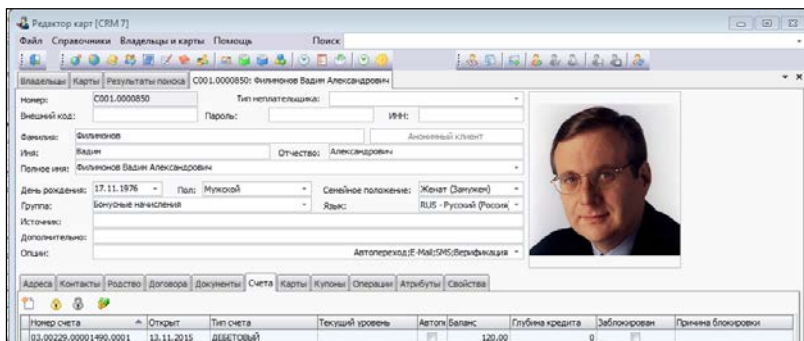 Редактор карт [CRM 7]
Файл Справочники Владельцы и карты Помощь Поиск
Владельцы Карты Результаты поиска C001.0000850: Филимонов Вадим Александрович
Номер: C001.0000850 Тип неплательщика:
Внешний код: Пароль: ИНН:
Фамилия: Филимонов Анонимный клиент
Имя: Вадим Отчество: Александрович
Полное имя: Филимонов Вадим Александрович
День рождения: 17.11.1976 Пол: Мужской Семейное положение: Женат (Замужем)
Группа: Бонусные начисления Язык: RUS - Русский (Россия)
Источник:
Дополнительно:
Опции: Автопереход;E-Mail;SMS;Верификация
Адреса Контакты Родство Договора Документы Счета Карты Купоны Операции Атрибуты Свойства
Номер счета Открыт Тип счета Текущий уровень Автопе Баланс Глубина кредита Заблокирован Причина блокировки
03.00229.00001490.0001 13.11.2015 ДЕБЕТОВЫЙ 120,00 0